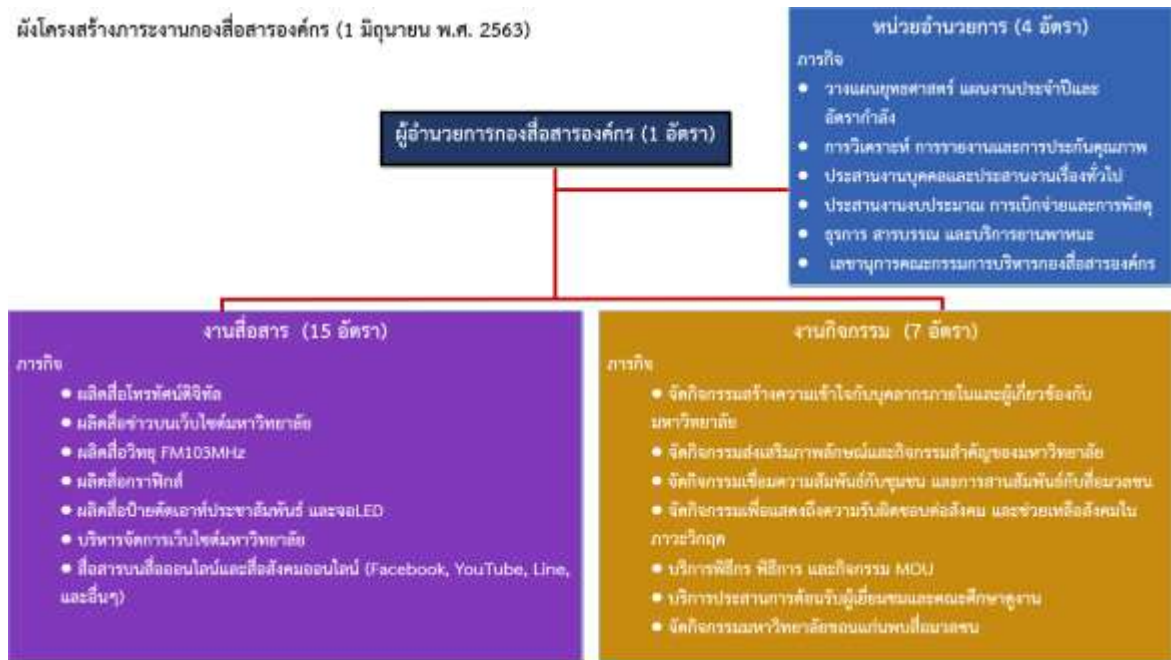 ผังโครงสร้างภาระงานกองสื่อสารองค์กร (1 มิถุนายน พ.ศ. 2563)
หน่วยอำนวยการ (4 อัตรา)
ภารกิจ
● วางแผนยุทธศาสตร์ แผนงานประจำปีและ
อัตรากำลัง
● การวิเคราะห์ การรายงานและการประกันคุณภาพ
● ประสานงานบุคคลและประสานงานเรื่องทั่วไป
● ประสานงานงบประมาณ การเบิกจ่ายและการพัสดุ
● ธุรการ สารบรรณ และบริการยานพาหนะ
● เลขานุการคณะกรรมการบริหารกองสื่อสารองค์กร
ผู้อำนวยการกองสื่อสารองค์กร (1 อัตรา)
งานสื่อสาร (15 อัตรา)
ภารกิจ
● ผลิตสื่อโทรทัศน์ดิจิทัล
● ผลิตสื่อข่าวบนเว็บไซต์มหาวิทยาลัย
● ผลิตสื่อวิทยุ FM103MHz
● ผลิตสื่อกราฟิกส์
● ผลิตสื่อป้ายคัตเอาท์ประชาสัมพันธ์ และจอLED
● บริหารจัดการเว็บไซต์มหาวิทยาลัย
● สื่อสารบนสื่อออนไลน์และสื่อสังคมออนไลน์ (Facebook, YouTube, Line,
และอื่นๆ)
งานกิจกรรม (7 อัตรา)
ภารกิจ
● จัดกิจกรรมสร้างความเข้าใจกับบุคลากรภายในและผู้เกี่ยวข้องกับ
มหาวิทยาลัย
● จัดกิจกรรมส่งเสริมภาพลักษณ์และกิจกรรมสำคัญของมหาวิทยาลัย
● จัดกิจกรรมเชื่อมความสัมพันธ์กับชุมชน และการสานสัมพันธ์กับสื่อมวลชน
● จัดกิจกรรมเพื่อแสดงถึงความรับผิดชอบต่อสังคม และช่วยเหลือสังคมใน
ภาวะวิกฤต
● บริการพิธีกร พิธีการ และกิจกรรม MOU
● บริการประสานการต้อนรับผู้เยี่ยมชมและคณะศึกษาดูงาน
● จัดกิจกรรมมหาวิทยาลัยขอนแก่นพบสื่อมวลชน